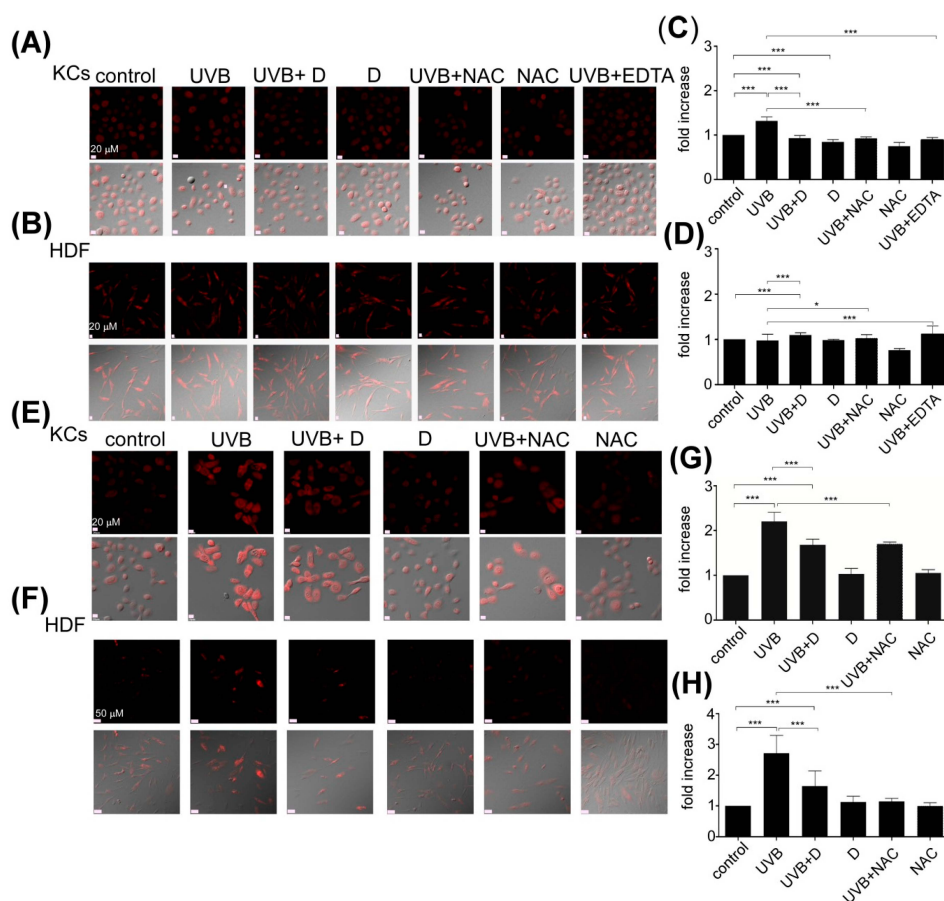 (A)
KCs control UVB UVB+ D D UVB+NAC NAC UVB+EDTA
20 µM
(B)
HDF
20 µM
(E)
KCs control UVB UVB+ D D UVB+NAC NAC
20 µM
(F)
HDF
50 µM
(C)
fold increase
3
2
1
0
***
***
***
*** ***
***
control UVB UVB+D D UVB+NAC NAC UVB+EDTA
(D)
fold increase
3
2
1
0
***
***
*
***
control UVB UVB+D D UVB+NAC NAC UVB+EDTA
(G)
fold increase
3
2
1
0
***
***
*** ***
control UVB UVB+D D UVB+NAC NAC
(H)
fold increase
4
3
2
1
0
***
***
*** ***
control UVB UVB+D D UVB+NAC NAC